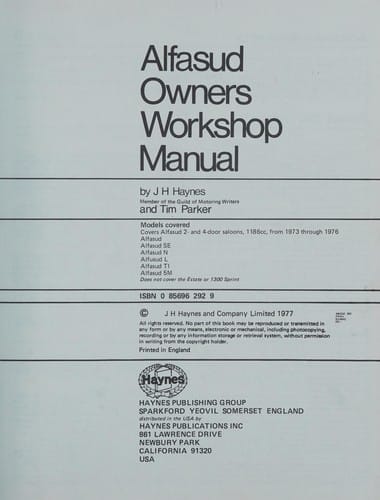 Alfasud
Owners
Workshop
Manual
by J H Haynes
Member of the Guild of Motoring Writers
and Tim Parker
Models covered
Covers Alfasud 2- and 4-door saloons, 1186cc, from 1973 through 1976
Alfasud
Alfasud SE
Alfasud N
Alfasud L
Alfasud TI
Alfasud 5M
Does not cover the Estate or 1300 Sprint
ISBN 0 85696 292 9
© J H Haynes and Company Limited 1977
All rights reserved. No part of this book may be reproduced or transmitted in
any form or by any means, electronic or mechanical, including photocopying,
recording or by any information storage or retrieval system, without permission
in writing from the copyright holder.
Printed in England
Haynes
HAYNES PUBLISHING GROUP
SPARKFORD YEOVIL SOMERSET ENGLAND
distributed in the USA by
HAYNES PUBLICATIONS INC
861 LAWRENCE DRIVE
NEWBURY PARK
CALIFORNIA 91320
USA